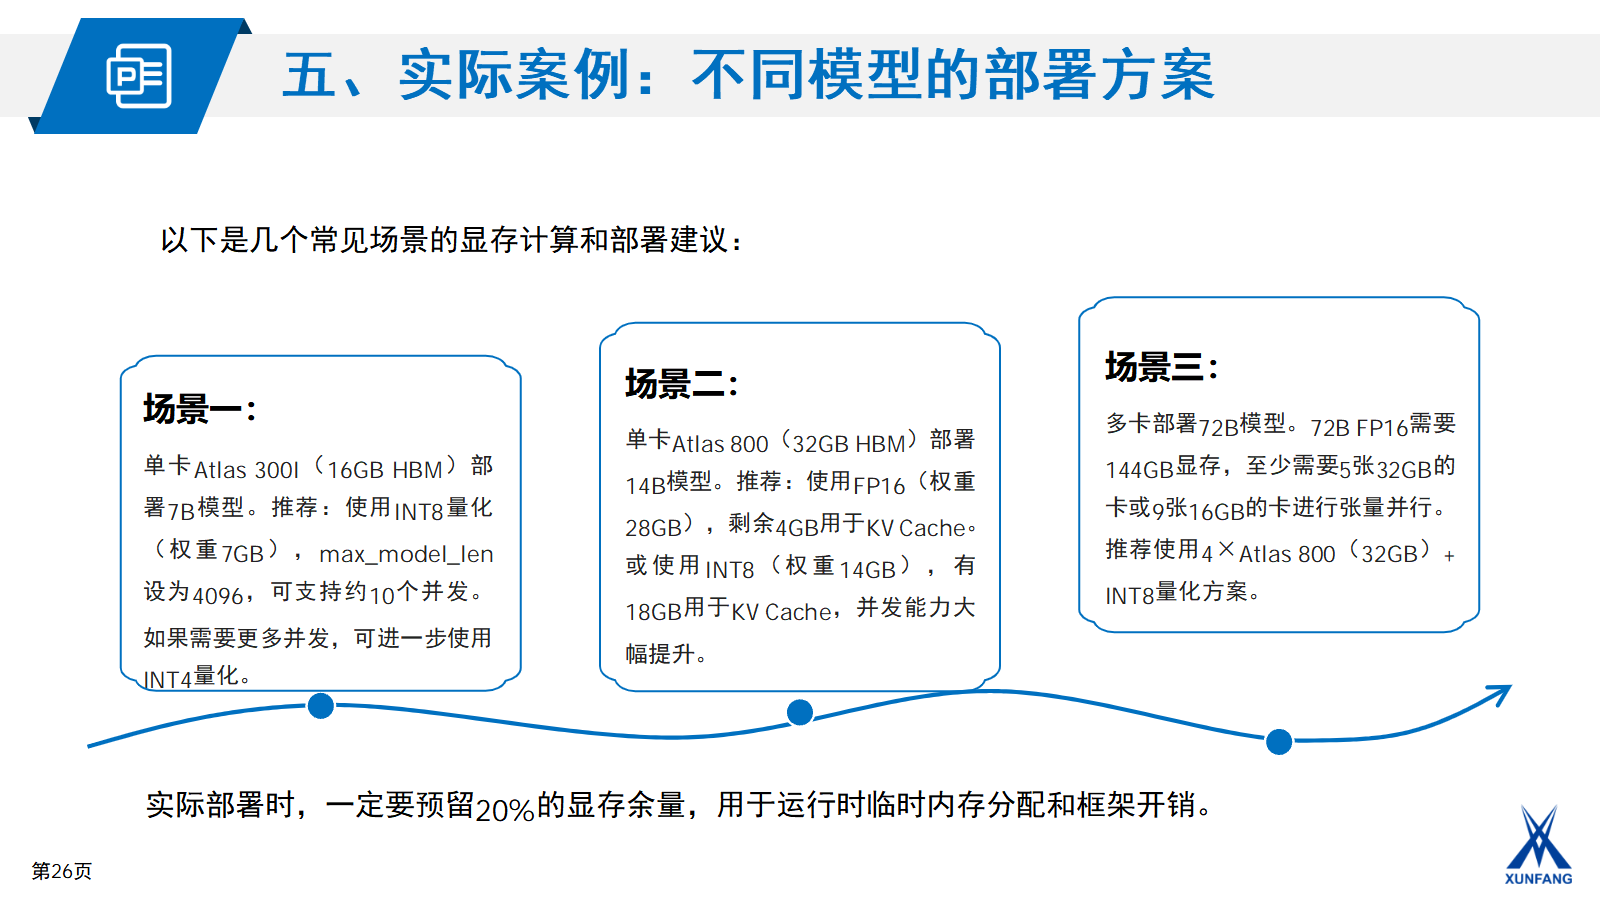 五、实际案例：不同模型的部署方案
以下是几个常见场景的显存计算和部署建议：
场景一：
单卡Atlas 300I（16GB HBM）部
署7B模型。推荐：使用INT8量化
（权重7GB），max_model_len
设为4096，可支持约10个并发。
如果需要更多并发，可进一步使用
INT4量化。
场景二：
单卡Atlas 800（32GB HBM）部署
14B模型。推荐：使用FP16（权重
28GB），剩余4GB用于KV Cache。
或使用INT8（权重14GB），有
18GB用于KV Cache，并发能力大
幅提升。
场景三：
多卡部署72B模型。72B FP16需要
144GB显存，至少需要5张32GB的
卡或9张16GB的卡进行张量并行。
推荐使用4×Atlas 800（32GB）+
INT8量化方案。
实际部署时，一定要预留20%的显存余量，用于运行时临时内存分配和框架开销。
第26页
XUNFANG